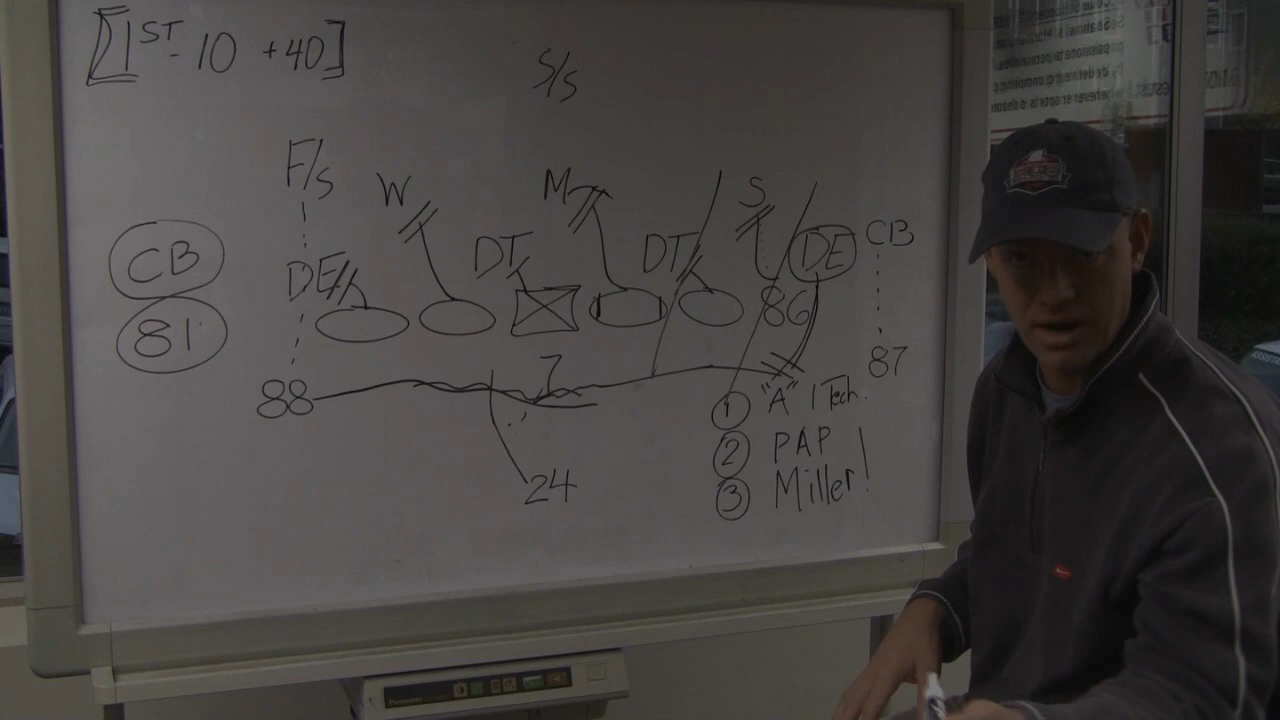 [1ST - 10 +40]
S/s
F/s W M S
CB DE DT DT DE CB
81 86
88 7 87
① "A" 1 Tech.
② PAP
③ Miller!
24
Panasonic